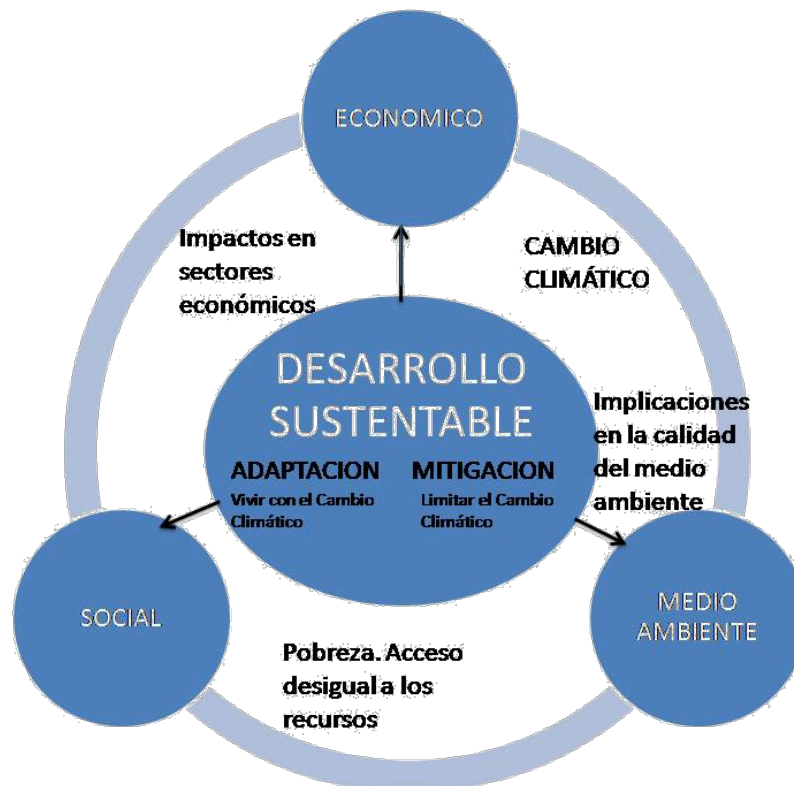 ECONOMICO
Impactos en
sectores
económicos
CAMBIO
CLIMÁTICO
DESARROLLO
SUSTENTABLE
ADAPTACION
Vivir con el Cambio
Climático
MITIGACION
Limitar el Cambio
Climático
Implicaciones
en la calidad
del medio
ambiente
SOCIAL
MEDIO
AMBIENTE
Pobreza. Acceso
desigual a los
recursos